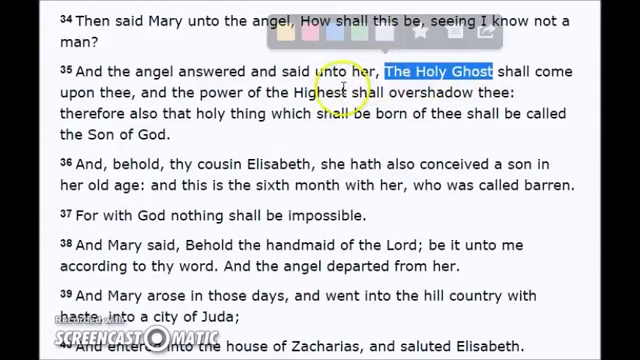 34 Then said Mary unto the angel, How shall this be, seeing I know not a
man?
35 And the angel answered and said unto her, The Holy Ghost shall come
upon thee, and the power of the Highest shall overshadow thee:
therefore also that holy thing which shall be born of thee shall be called
the Son of God.
36 And, behold, thy cousin Elisabeth, she hath also conceived a son in
her old age: and this is the sixth month with her, who was called barren.
37 For with God nothing shall be impossible.
38 And Mary said, Behold the handmaid of the Lord; be it unto me
according to thy word. And the angel departed from her.
39 And Mary arose in those days, and went into the hill country with
haste, into a city of Juda;
Recorded with
SCREENCAST-O-MATIC
40 And entered into the house of Zacharias, and saluted Elisabeth.